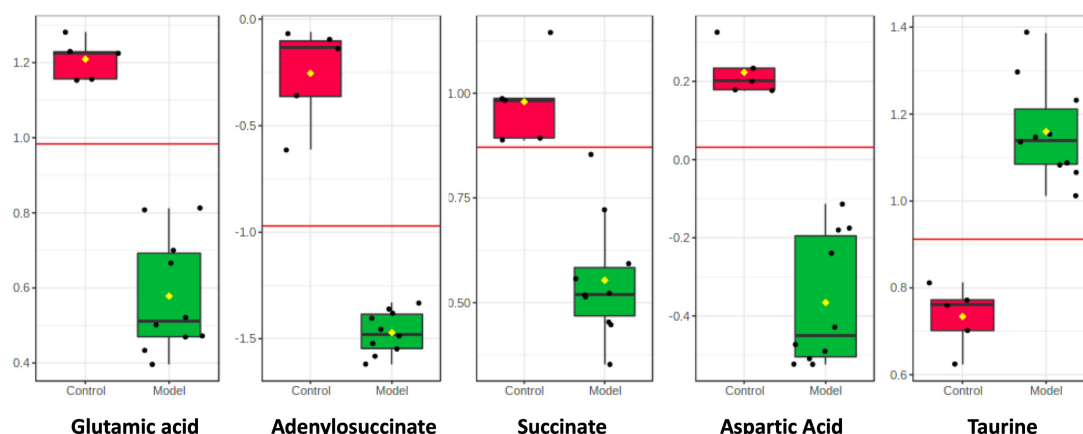 1.2
1.0
0.8
0.6
0.4
Control Model
Glutamic acid
0.0
-0.5
-1.0
-1.5
Control Model
Adenylosuccinate
1.00
0.75
0.50
Control Model
Succinate
0.2
0.0
-0.2
-0.4
Control Model
Aspartic Acid
1.4
1.2
1.0
0.8
0.6
Control Model
Taurine